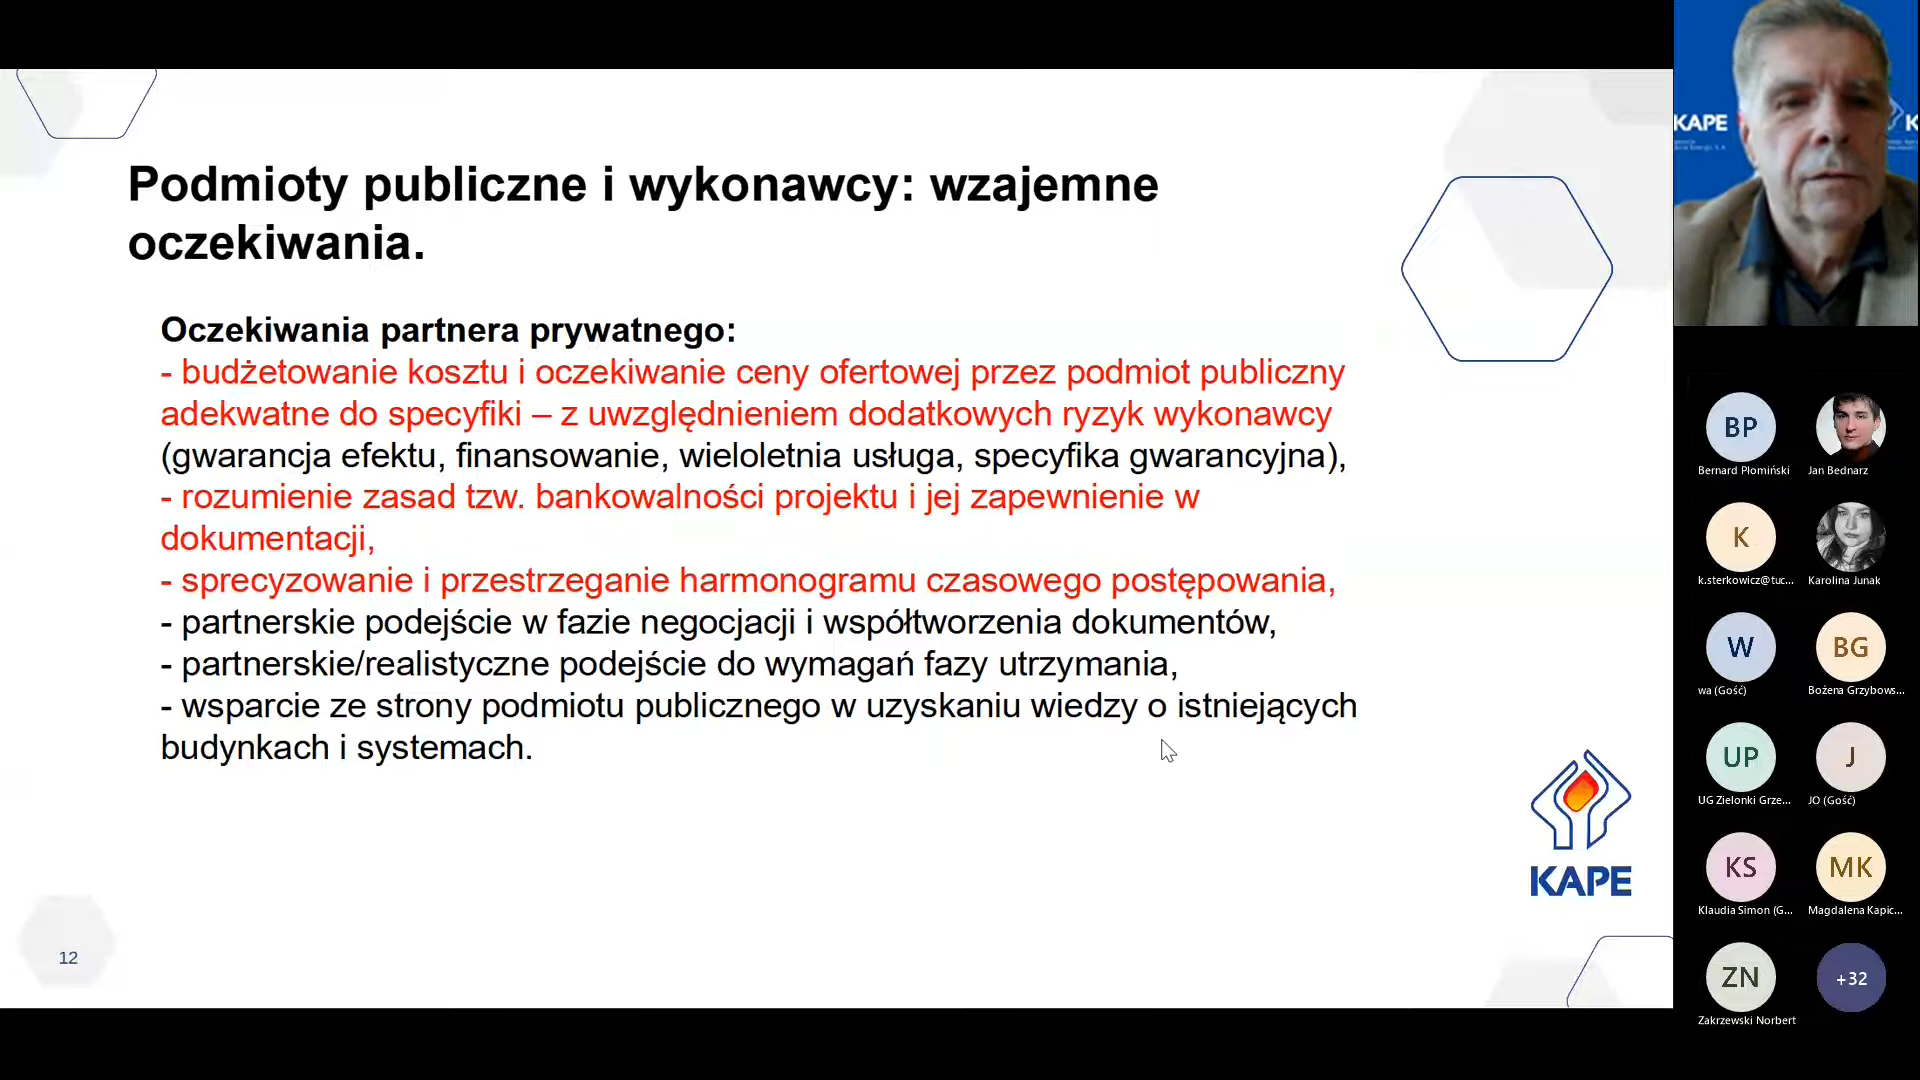 Podmioty publiczne i wykonawcy: wzajemne
oczekiwania.
Oczekiwania partnera prywatnego:
- budżetowanie kosztu i oczekiwanie ceny ofertowej przez podmiot publiczny
adekwatne do specyfiki – z uwzględnieniem dodatkowych ryzyk wykonawcy
(gwarancja efektu, finansowanie, wieloletnia usługa, specyfika gwarancyjna),
- rozumienie zasad tzw. bankowalności projektu i jej zapewnienie w
dokumentacji,
- sprecyzowanie i przestrzeganie harmonogramu czasowego postępowania,
- partnerskie podejście w fazie negocjacji i współtworzenia dokumentów,
- partnerskie/realistyczne podejście do wymagań fazy utrzymania,
- wsparcie ze strony podmiotu publicznego w uzyskaniu wiedzy o istniejących
budynkach i systemach.
KAPE
12
KAPE
K
BP
Bernard Płomiński
Jan Bednarz
K
k.sterkowicz@tuc...
Karolina Junak
W
wa (Gość)
BG
Bożena Grzybows...
UP
UG Zielonki Grze...
J
JO (Gość)
KS
Klaudia Simon (G...
MK
Magdalena Kapic...
ZN
Zakrzewski Norbert
+32